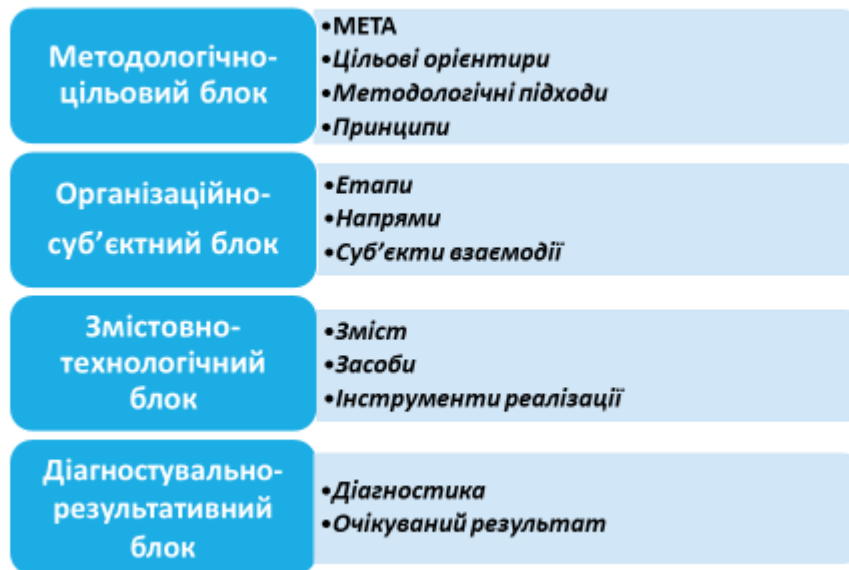 Методологічно-
цільовий блок
•МЕТА
•Цільові орієнтири
•Методологічні підходи
•Принципи
Організаційно-
суб’єктний блок
•Етапи
•Напрями
•Суб’єкти взаємодії
Змістовно-
технологічний
блок
•Зміст
•Засоби
•Інструменти реалізації
Діагностувально-
результативний
блок
•Діагностика
•Очікуваний результат